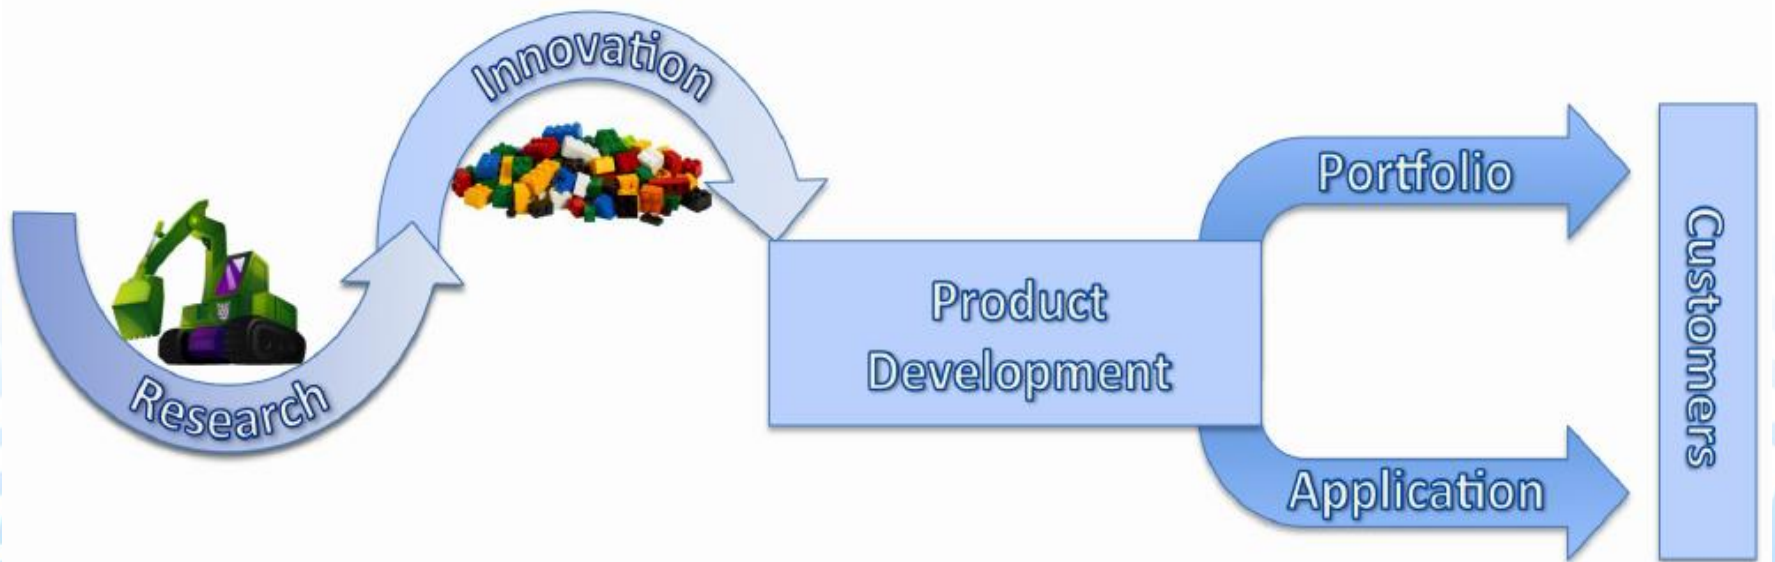 Innovation
Research
Product
Development
Portfolio
Application
Customers